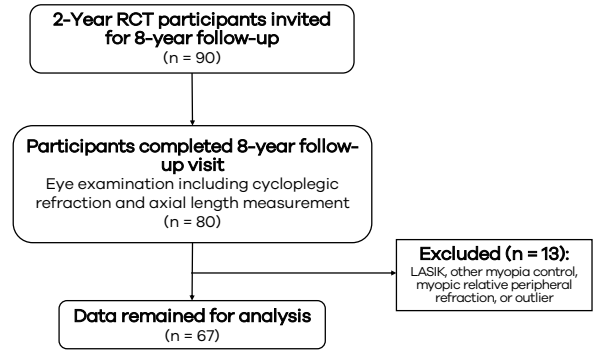 2-Year RCT participants invited
for 8-year follow-up
(n = 90)
Participants completed 8-year follow-
up visit
Eye examination including cycloplegic
refraction and axial length measurement
(n = 80)
Excluded (n = 13):
LASIK, other myopia control,
myopic relative peripheral
refraction, or outlier
Data remained for analysis
(n = 67)